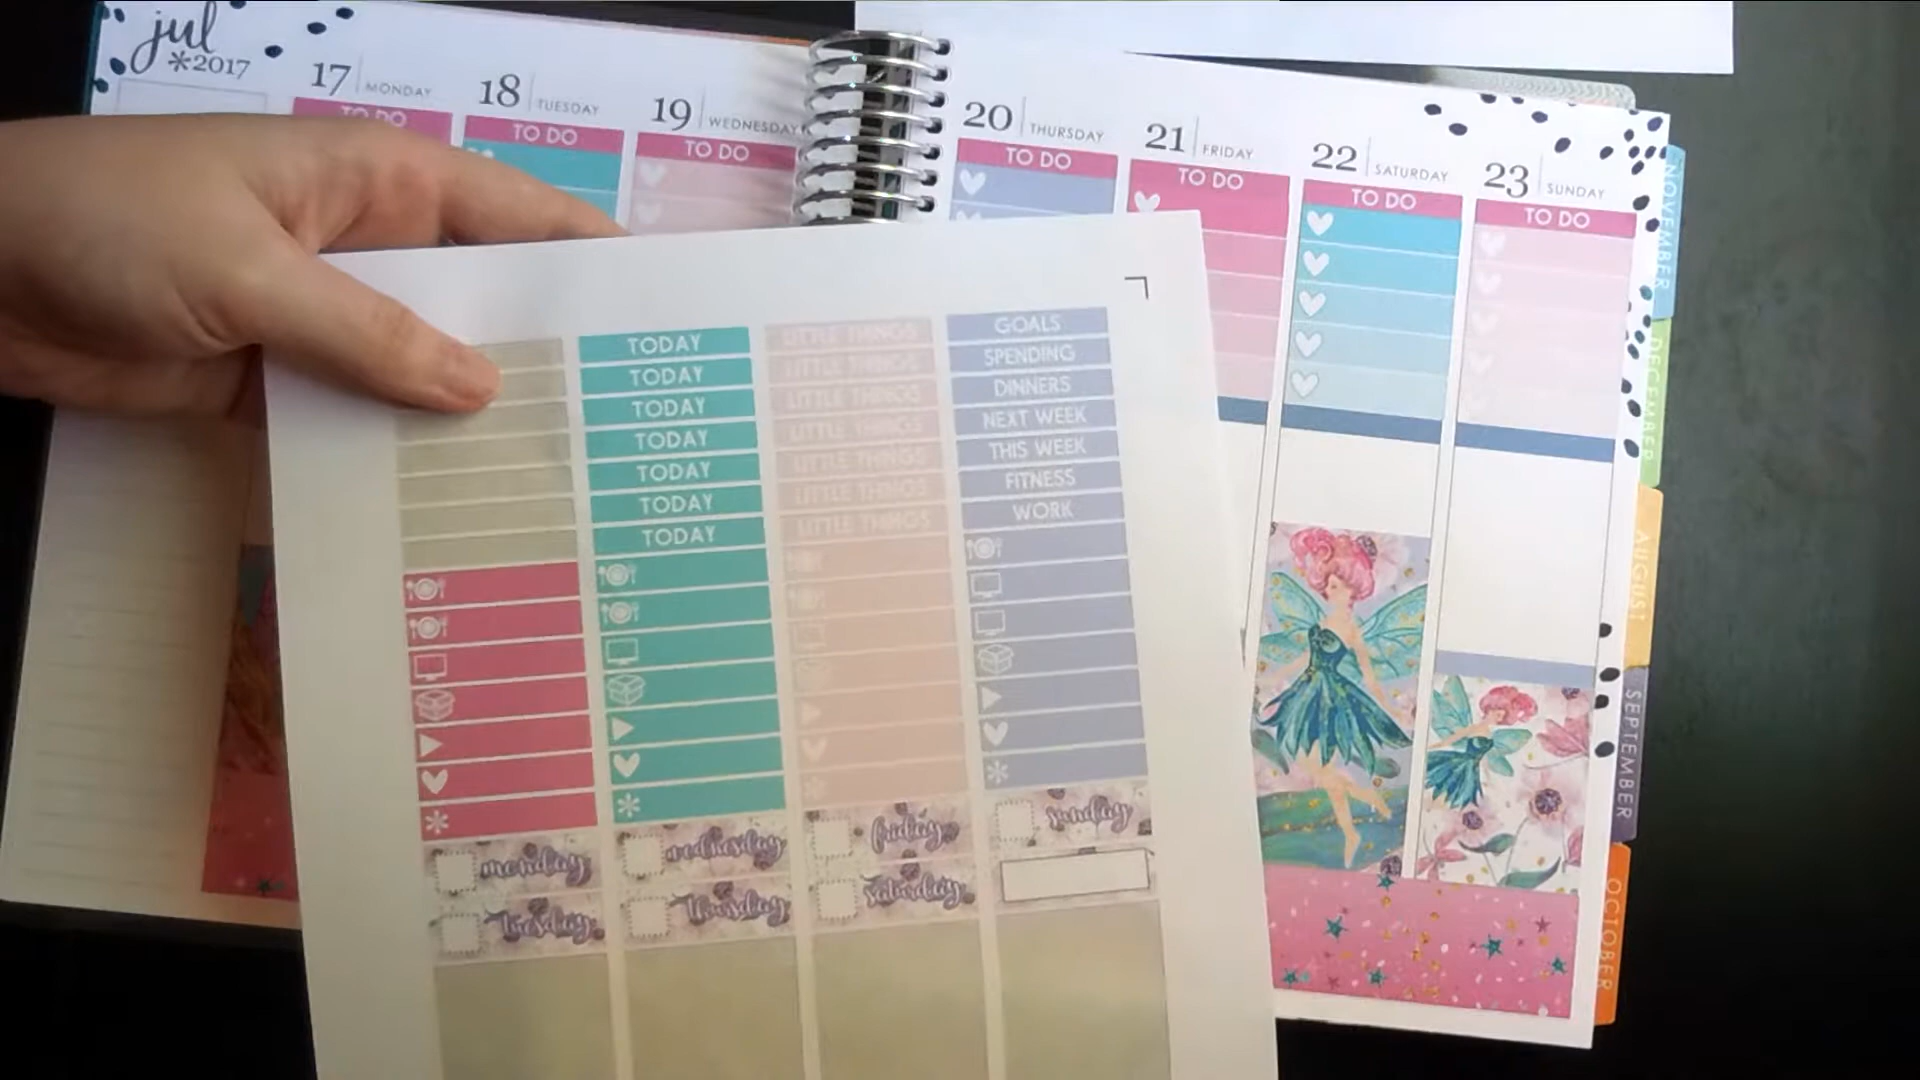 jul
*2017
17 MONDAY
18 TUESDAY
19 WEDNESDAY
20 THURSDAY
21 FRIDAY
22 SATURDAY
23 SUNDAY
TO DO
TO DO
TO DO
TO DO
TO DO
TO DO
TO DO
NOVEMBER
DECEMBER
AUGUST
SEPTEMBER
OCTOBER
TODAY
TODAY
TODAY
TODAY
TODAY
TODAY
TODAY
LITTLE THINGS
LITTLE THINGS
LITTLE THINGS
LITTLE THINGS
LITTLE THINGS
LITTLE THINGS
LITTLE THINGS
GOALS
SPENDING
DINNERS
NEXT WEEK
THIS WEEK
FITNESS
WORK
monday
tuesday
wednesday
thursday
friday
saturday
sunday